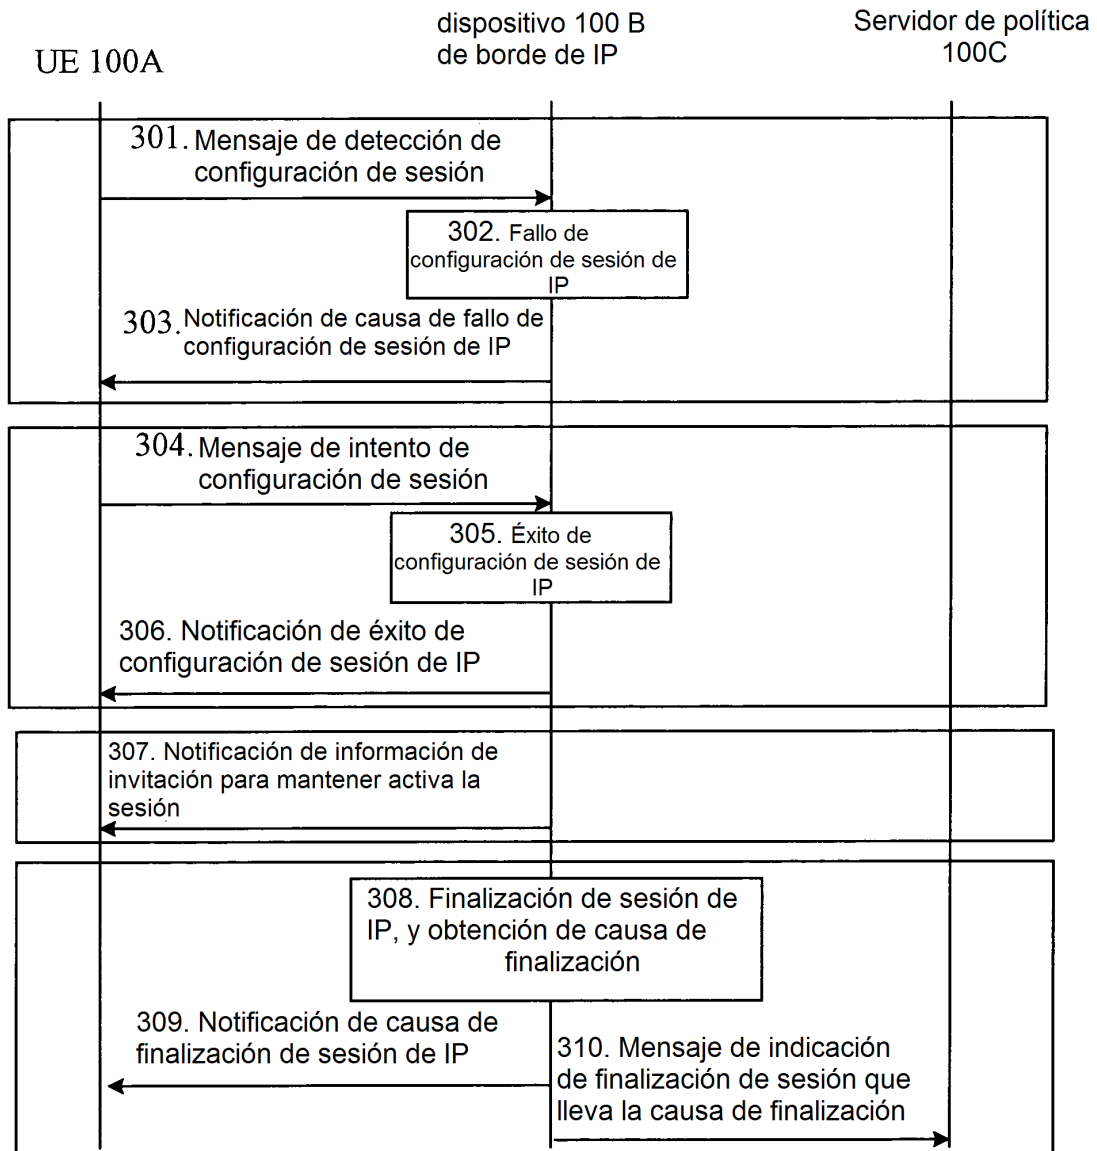 UE 100A
dispositivo 100 B
de borde de IP
Servidor de política
100C
301. Mensaje de detección de
configuración de sesión
302. Fallo de
configuración de sesión de
IP
303. Notificación de causa de fallo de
configuración de sesión de IP
304. Mensaje de intento de
configuración de sesión
305. Éxito de
configuración de sesión de
IP
306. Notificación de éxito de
configuración de sesión de IP
307. Notificación de información de
invitación para mantener activa la
sesión
308. Finalización de sesión de
IP, y obtención de causa de
finalización
309. Notificación de causa de
finalización de sesión de IP
310. Mensaje de indicación
de finalización de sesión que
lleva la causa de finalización